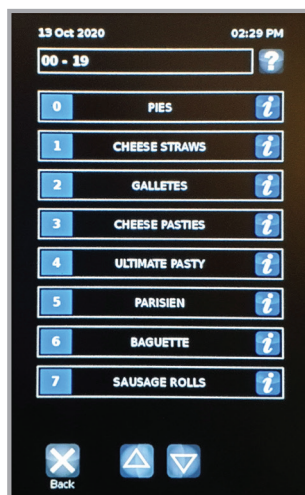 13 Oct 2020 02:29 PM
00 - 19 ?
0 PIES i
1 CHEESE STRAWS i
2 GALLETES i
3 CHEESE PASTIES i
4 ULTIMATE PASTY i
5 PARISIEN i
6 BAGUETTE i
7 SAUSAGE ROLLS i
Back